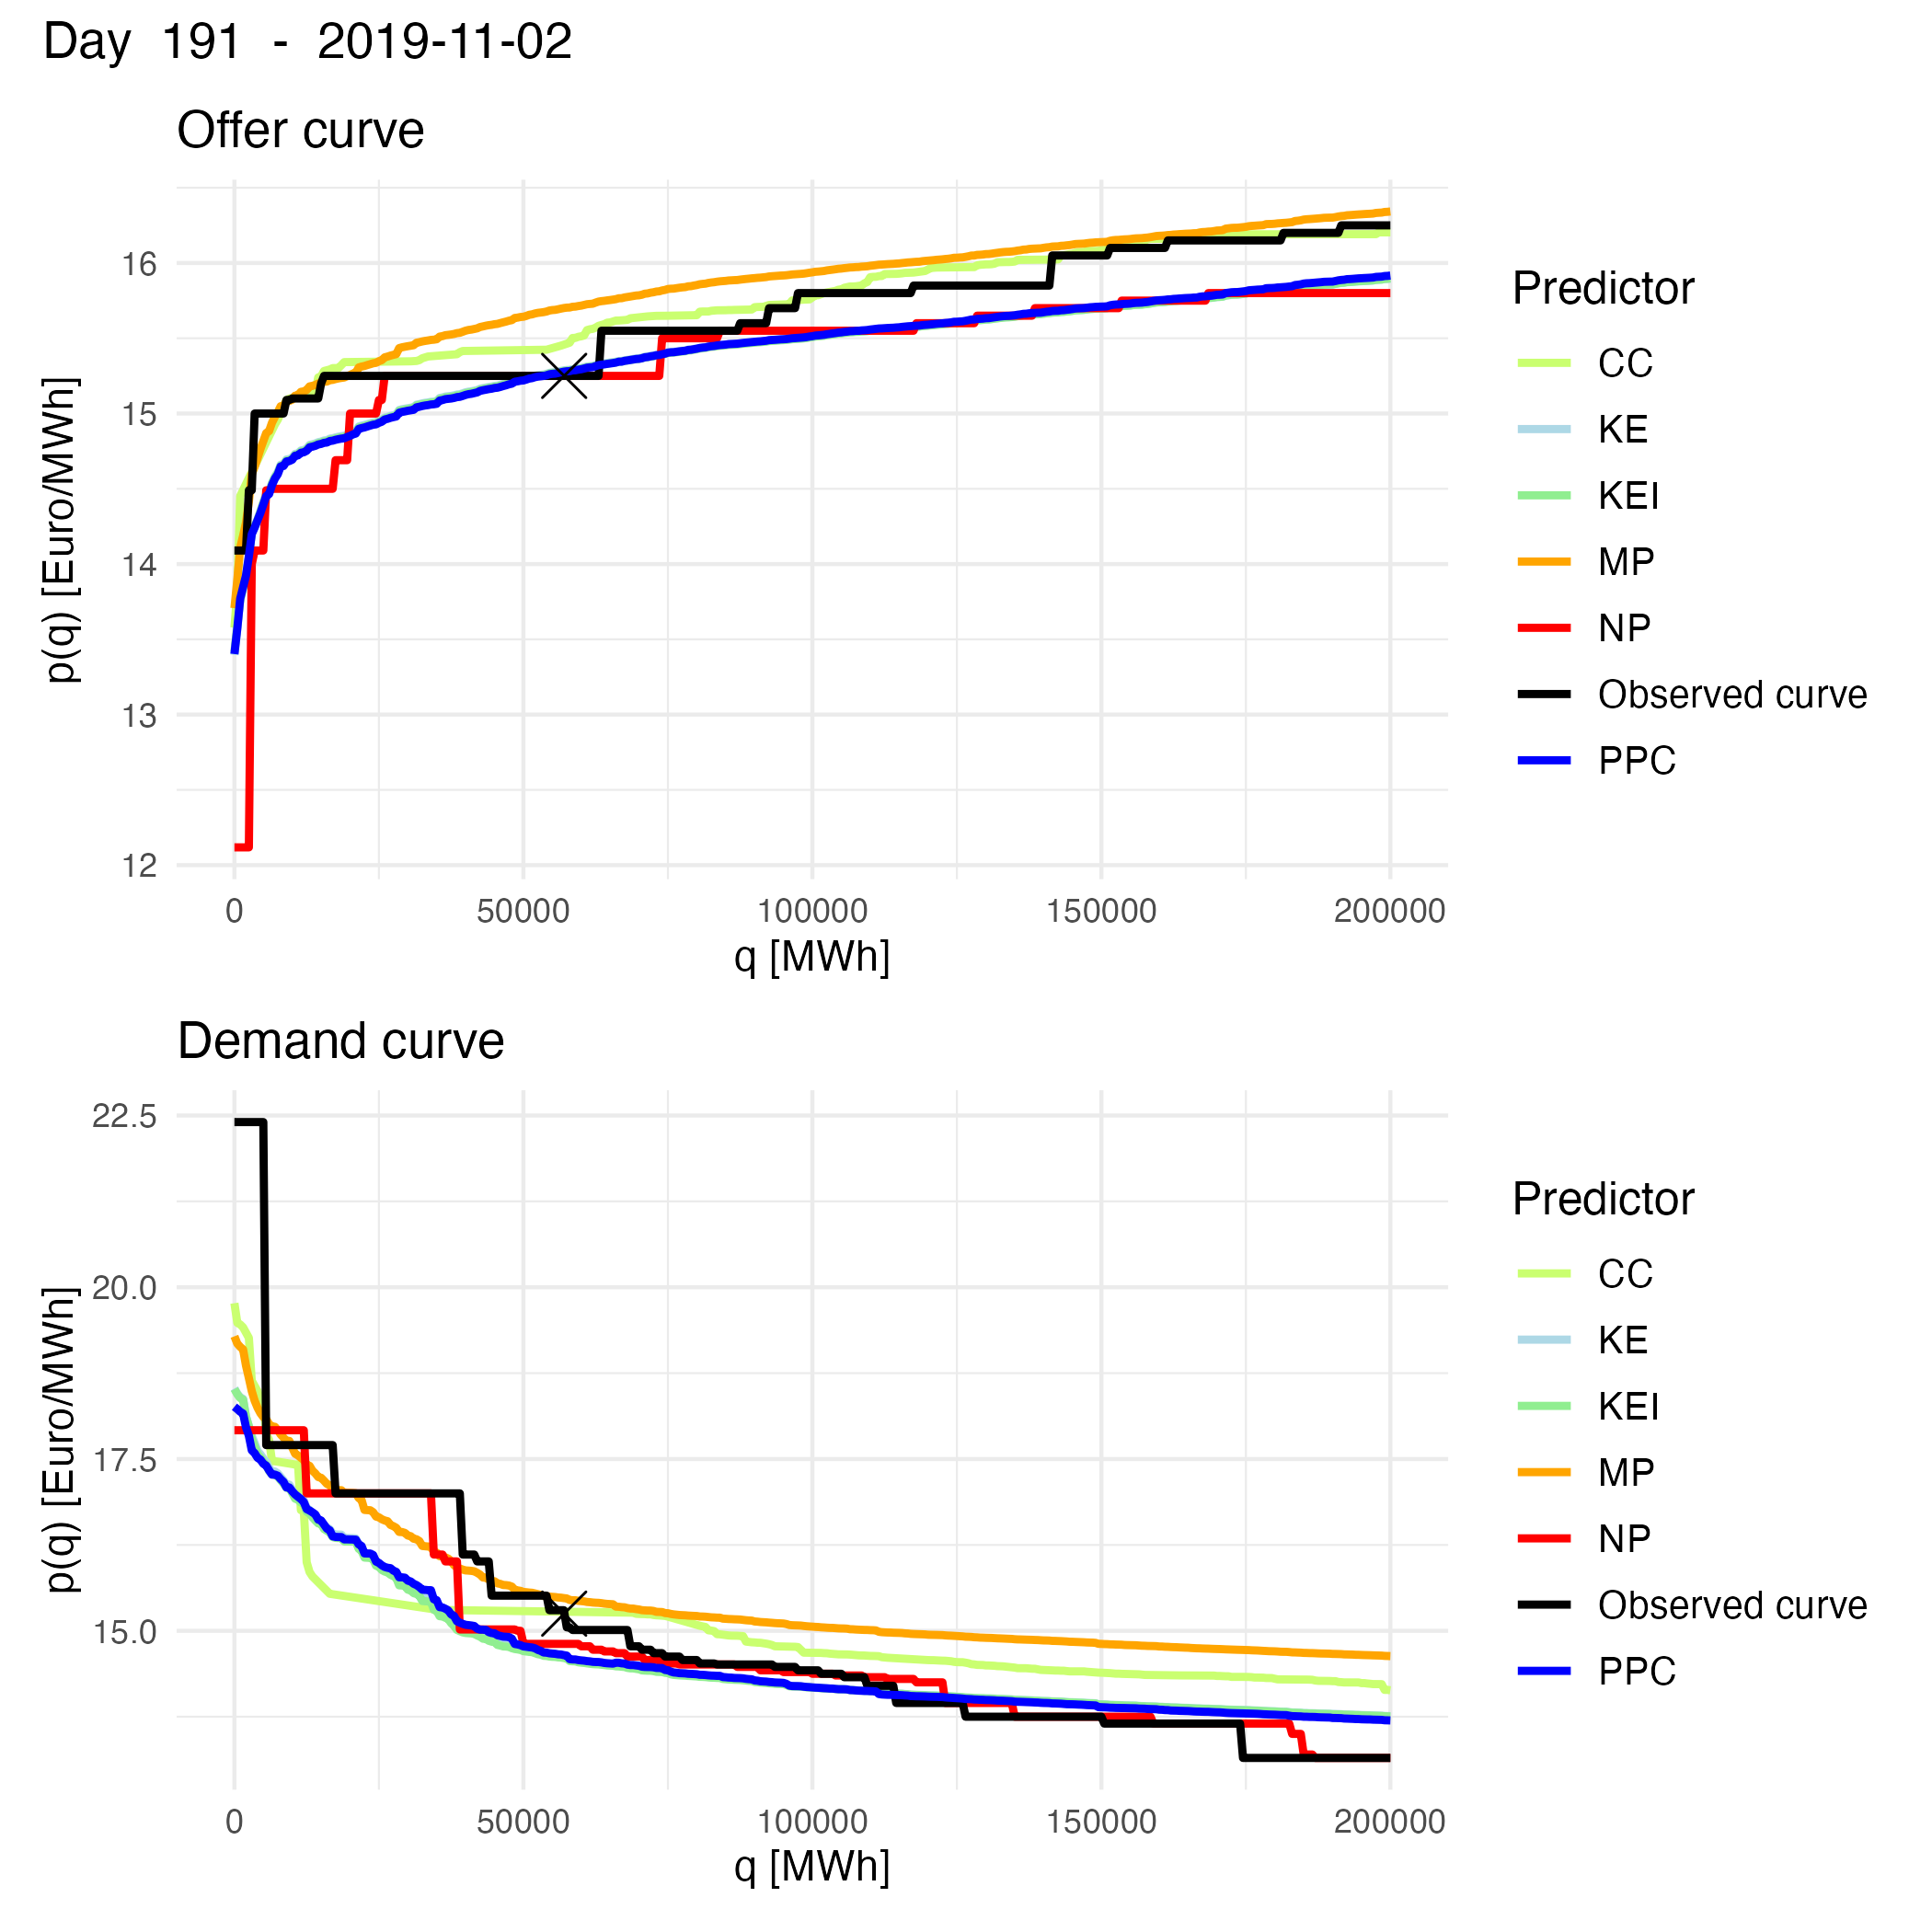 Day 191 - 2019-11-02
Offer curve
16
15
14
13
12
p(q) [Euro/MWh]
0 50000 100000 150000 200000
q [MWh]
Predictor
CC
KE
KEI
MP
NP
Observed curve
PPC
Demand curve
22.5
20.0
17.5
15.0
p(q) [Euro/MWh]
0 50000 100000 150000 200000
q [MWh]
Predictor
CC
KE
KEI
MP
NP
Observed curve
PPC